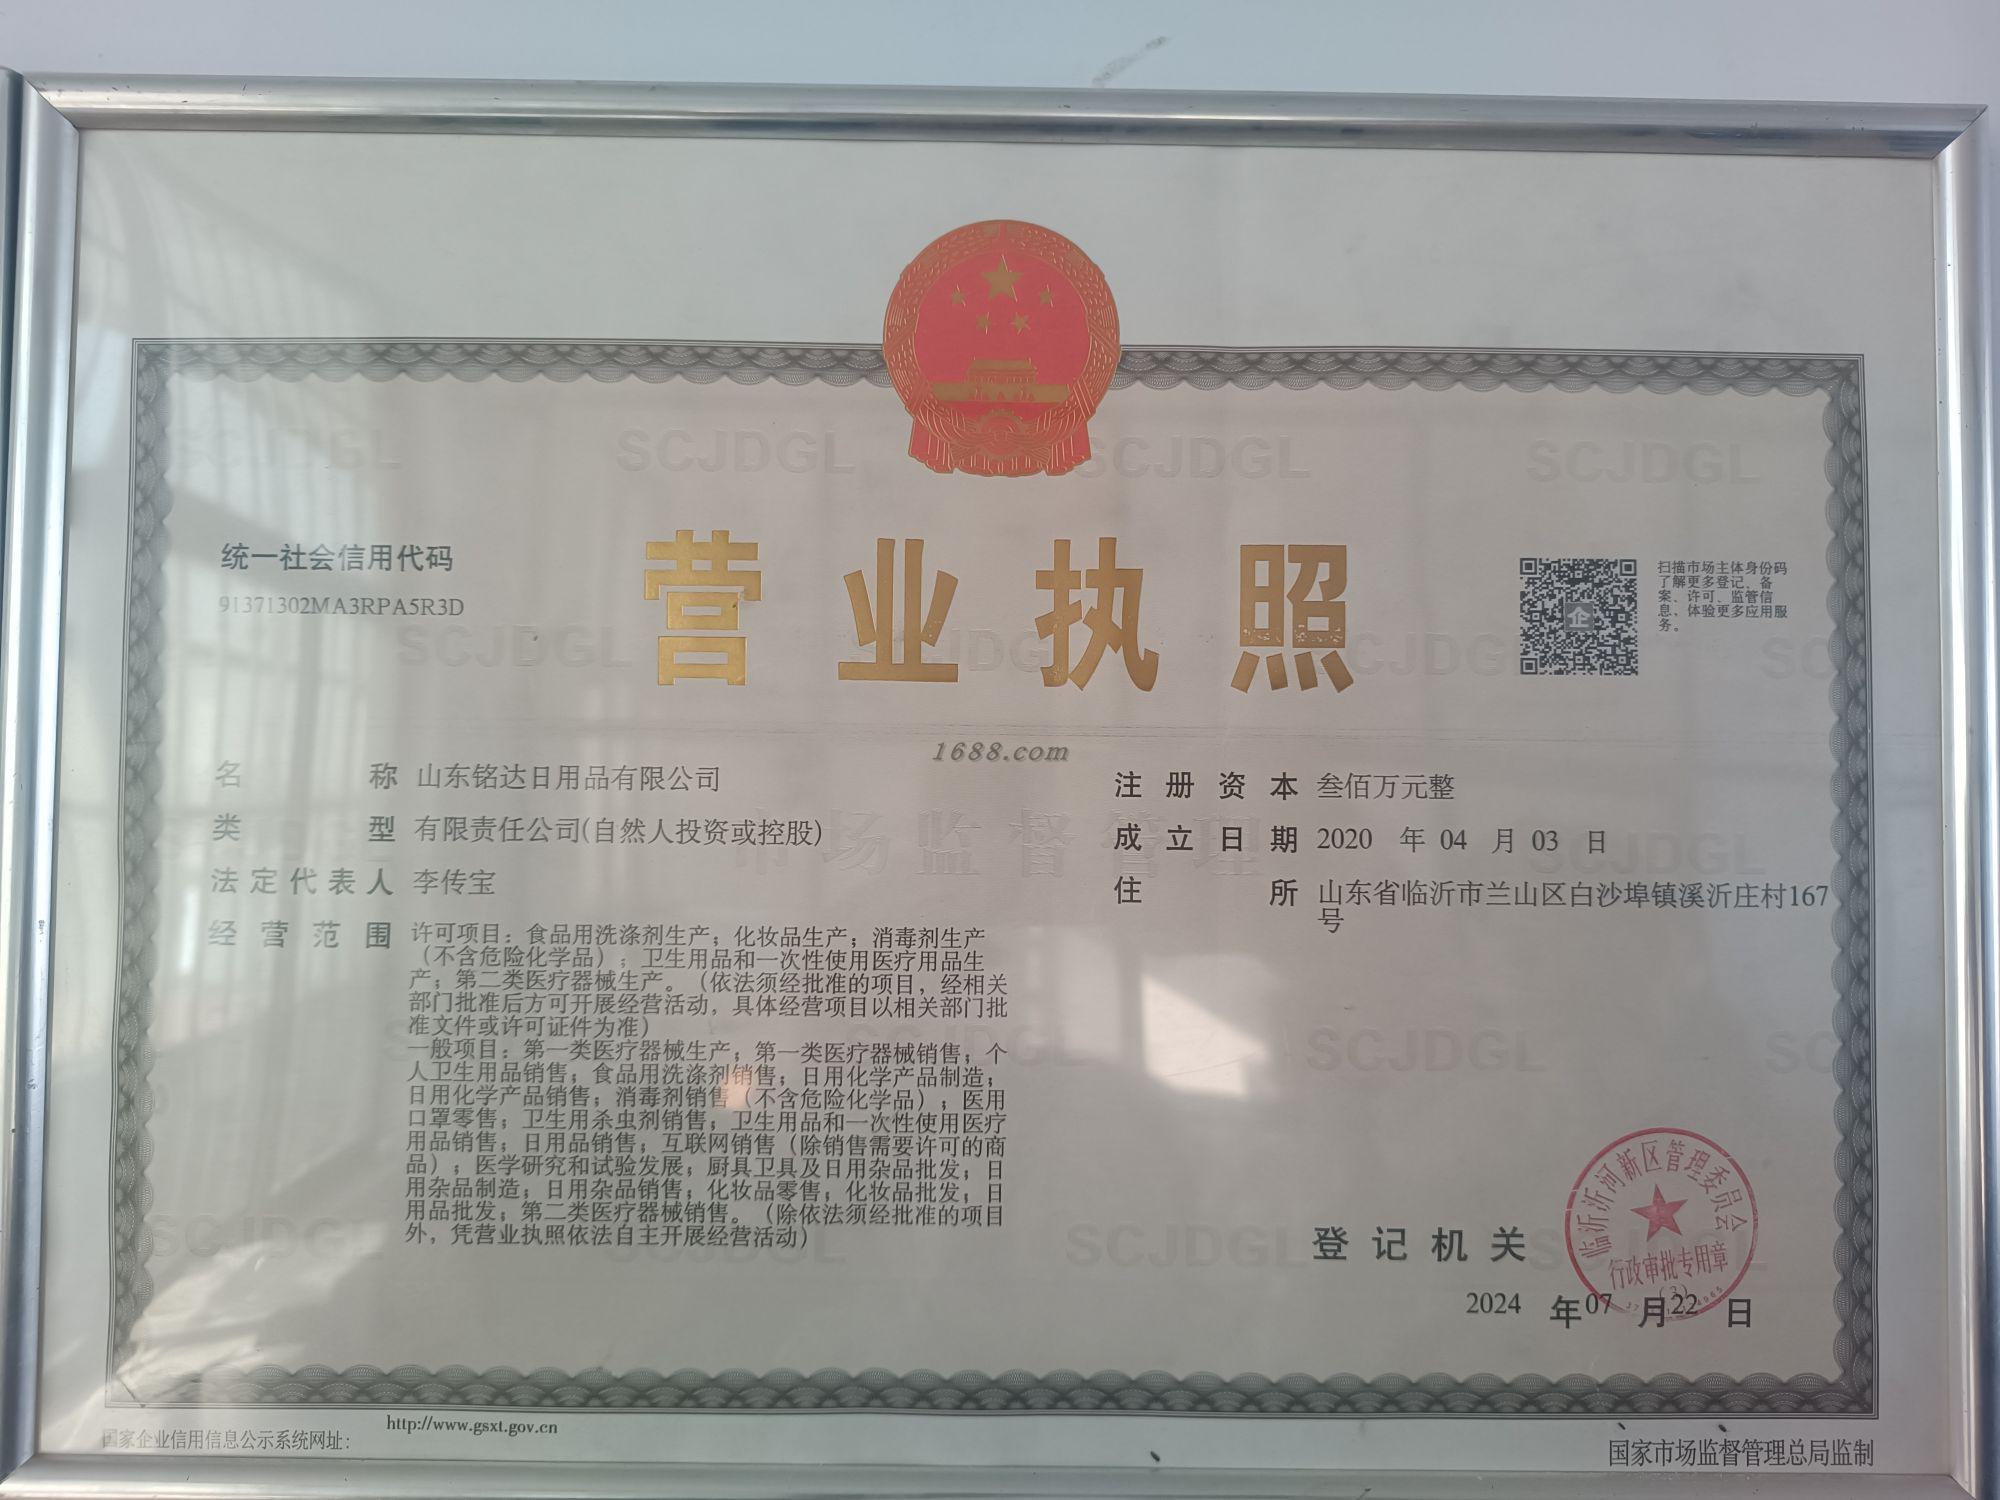 SCJDGL SCJDGL SCJDGL SCJDGL
营业执照
统一社会信用代码
91371302MA3RPA5R3D
扫描市场主体身份码
了解更多登记、备
案、许可、监管信
息，体验更多应用服
务。
1688.com
名称 山东铭达日用品有限公司
类型 有限责任公司(自然人投资或控股)
法定代表人 李传宝
经营范围 许可项目：食品用洗涤剂生产；化妆品生产；消毒剂生产
（不含危险化学品）；卫生用品和一次性使用医疗用品生
产；第二类医疗器械生产。（依法须经批准的项目，经相关
部门批准后方可开展经营活动，具体经营项目以相关部门批
准文件或许可证件为准）
一般项目：第一类医疗器械生产；第一类医疗器械销售；个
人卫生用品销售；食品用洗涤剂销售；日用化学产品制造；
日用化学产品销售；消毒剂销售（不含危险化学品）；医用
口罩零售；卫生用杀虫剂销售；卫生用品和一次性使用医疗
用品销售；日用品销售；互联网销售（除销售需要许可的商
品）；医学研究和试验发展；厨具卫具及日用杂品批发；日
用杂品制造；日用杂品销售；化妆品零售；化妆品批发；日
用品批发；第二类医疗器械销售。（除依法须经批准的项目
外，凭营业执照依法自主开展经营活动）
注册资本 叁佰万元整
成立日期 2020 年 04 月 03 日
住所 山东省临沂市兰山区白沙埠镇溪沂庄村167
号
市场监督管理
登记机关
临沂沂河新区管理委员会
行政审批专用章
(3)
2024 年 07 月 22 日
国家企业信用信息公示系统网址：
http://www.gsxt.gov.cn
国家市场监督管理总局监制